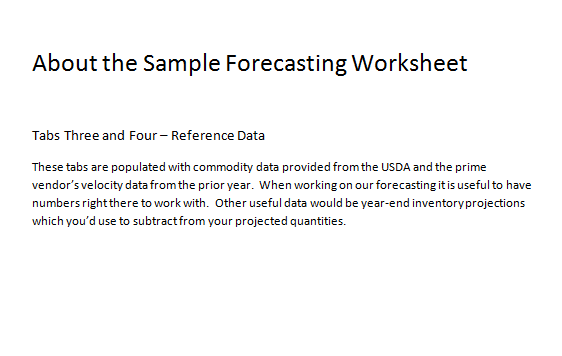 About the Sample Forecasting Worksheet
Tabs Three and Four – Reference Data
These tabs are populated with commodity data provided from the USDA and the prime
vendor’s velocity data from the prior year.  When working on our forecasting it is useful to have
numbers right there to work with.  Other useful data would be year-end inventory projections
which you’d use to subtract from your projected quantities.